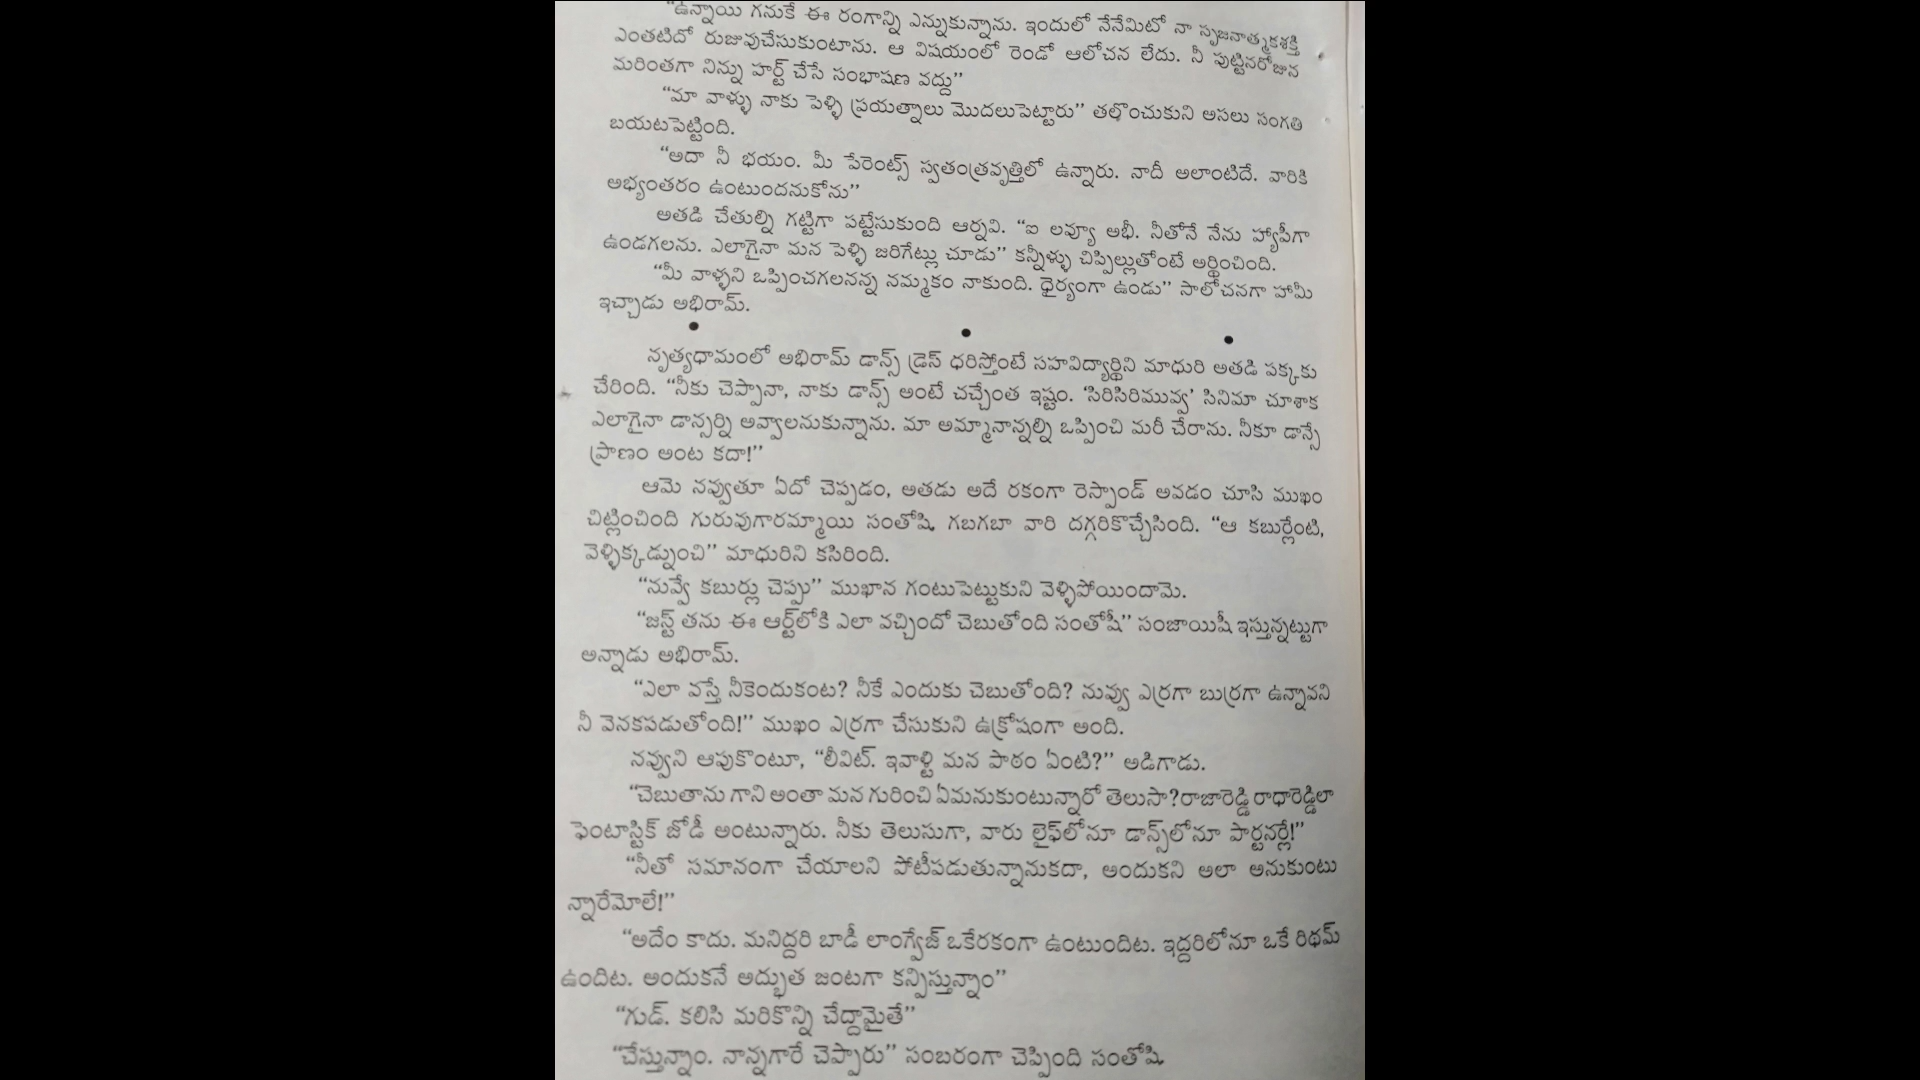 “ఉన్నాయి గనుకే ఈ రంగాన్ని ఎన్నుకున్నాను. ఇందులో నేనేమిటో నా సృజనాత్మకశక్తి
ఎంతటిదో రుజువుచేసుకుంటాను. ఆ విషయంలో రెండో ఆలోచన లేదు. నీ పుట్టినరోజున
మరింతగా నిన్ను హర్ట్ చేసే సంభాషణ వద్దు”
“మా వాళ్ళు నాకు పెళ్ళి ప్రయత్నాలు మొదలుపెట్టారు” తల్దించుకుని అసలు సంగతి
బయటపెట్టింది.
“అదా నీ భయం. మీ పేరెంట్స్ స్వతంత్రవృత్తిలో ఉన్నారు. నాదీ అలాంటిదే. వారికి
అభ్యంతరం ఉంటుందనుకోను”
అతడి చేతుల్ని గట్టిగా పట్టేసుకుంది ఆర్నవి. “ఐ లవ్యూ అభీ. నీతోనే నేను హ్యాపీగా
ఉండగలను. ఎలాగైనా మన పెళ్ళి జరిగేట్లు చూడు” కన్నీళ్ళు చిప్పిల్లుతోంటే అర్థించింది.
“మీ వాళ్ళని ఒప్పించగలనన్న నమ్మకం నాకుంది. ధైర్యంగా ఉండు” సాలోచనగా హామీ
ఇచ్చాడు అభిరామ్.
• • •
నృత్యధామంలో అభిరామ్ డాన్స్ డ్రెస్ ధరిస్తోంటే సహవిద్యార్థిని మాధురి అతడి పక్కకు
చేరింది. “నీకు చెప్పానా, నాకు డాన్స్ అంటే చచ్చేంత ఇష్టం. ‘సిరిసిరిమువ్వ’ సినిమా చూశాక
ఎలాగైనా డాన్సర్ని అవ్వాలనుకున్నాను. మా అమ్మానాన్నల్ని ఒప్పించి మరీ చేరాను. నీకూ డాన్సే
ప్రాణం అంట కదా!”
ఆమె నవ్వుతూ ఏదో చెప్పడం, అతడు అదే రకంగా రెస్పాండ్ అవడం చూసి ముఖం
చిట్లించింది గురువుగారమ్మాయి సంతోషి. గబగబా వారి దగ్గరికొచ్చేసింది. “ఆ కబుర్లేంటి,
వెళ్ళిక్కడ్నుంచి” మాధురిని కసిరింది.
“నువ్వే కబుర్లు చెప్పు” ముఖాన గంటుపెట్టుకుని వెళ్ళిపోయిందామె.
“జస్ట్ తను ఈ ఆర్ట్‌లోకి ఎలా వచ్చిందో చెబుతోంది సంతోషీ” సంజాయిషీ ఇస్తున్నట్టుగా
అన్నాడు అభిరామ్.
“ఎలా వస్తే నీకెందుకంట? నీకే ఎందుకు చెబుతోంది? నువ్వు ఎర్రగా బుర్రగా ఉన్నావని
నీ వెనకపడుతోంది!” ముఖం ఎర్రగా చేసుకుని ఉక్రోషంగా అంది.
నవ్వుని ఆపుకొంటూ, “లీవిట్. ఇవాళ్టి మన పాఠం ఏంటి?” అడిగాడు.
“చెబుతాను గాని అంతా మన గురించి ఏమనుకుంటున్నారో తెలుసా? రాజారెడ్డి రాధారెడ్డిలా
ఫెంటాస్టిక్ జోడీ అంటున్నారు. నీకు తెలుసుగా, వారు లైఫ్‌లోనూ డాన్స్‌లోనూ పార్టనర్లే!”
“నీతో సమానంగా చేయాలని పోటీపడుతున్నానుకదా, అందుకని అలా అనుకుంటు
న్నారేమోలే!”
“అదేం కాదు. మనిద్దరి బాడీ లాంగ్వేజ్ ఒకేరకంగా ఉంటుందిట. ఇద్దరిలోనూ ఒకే రిథమ్
ఉందిట. అందుకనే అద్భుత జంటగా కన్పిస్తున్నాం”
“గుడ్. కలిసి మరికొన్ని చేద్దామైతే”
“చేస్తున్నాం. నాన్నగారే చెప్పారు” సంబరంగా చెప్పింది సంతోషి.